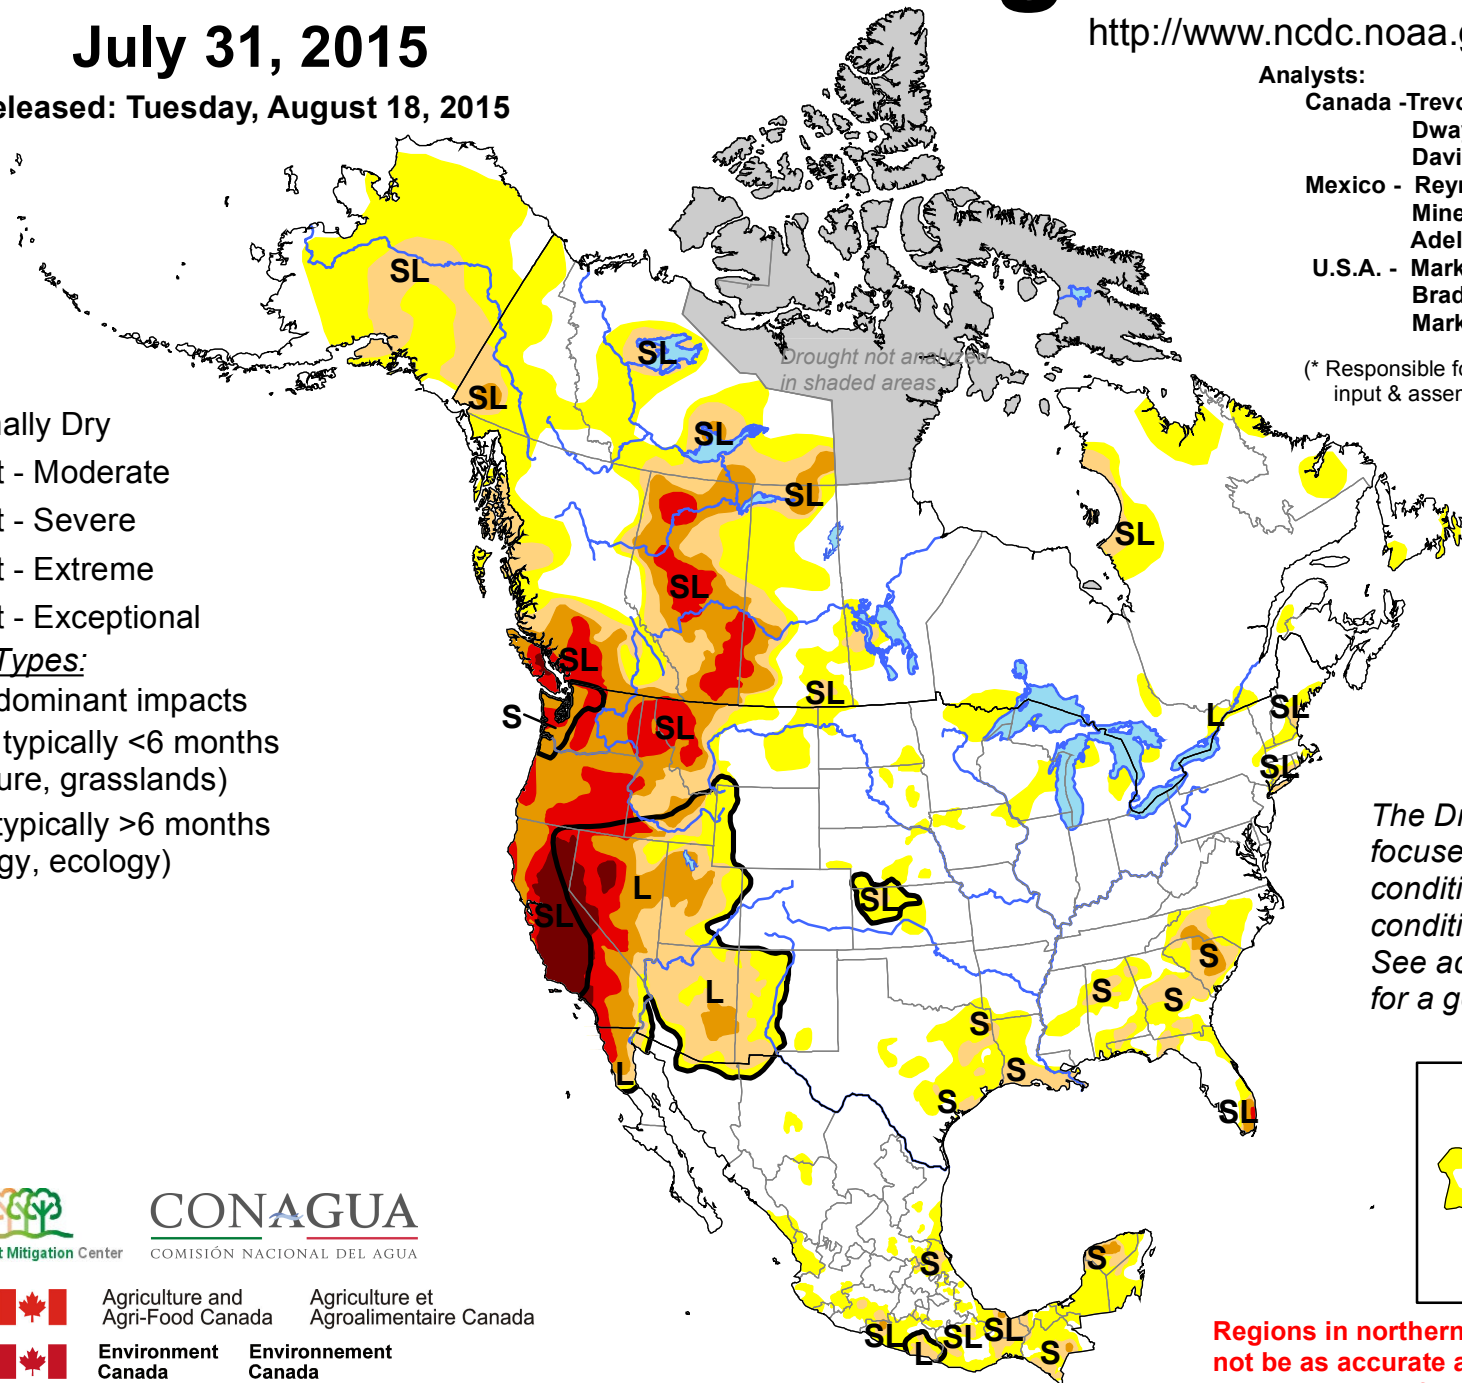 July 31, 2015
Released: Tuesday, August 18, 2015
http://www.ncdc.noaa.g
Analysts:
Canada -Trevo
Dwa
Davi
Mexico - Reyn
Mine
Adel
U.S.A. - Mark
Brad
Mark
(* Responsible fo
input & assem
Drought not analyzed
in shaded areas
ally Dry
t - Moderate
t - Severe
t - Extreme
t - Exceptional
Types:
dominant impacts
typically <6 months
ure, grasslands)
typically >6 months
gy, ecology)
SL
SL
SL
SL
SL
SL
SL
SL
SL
S
SL
L
SL
SL
L
SL
SL
L
S
L
S
S
S
S
S
L
SL
S
S
SL
L
SL
SL
S
The Dr
focuse
conditi
conditi
See ac
for a g
t Mitigation Center
CONAGUA
COMISIÓN NACIONAL DEL AGUA
Agriculture and Agriculture et
Agri-Food Canada Agroalimentaire Canada
Environment Environnement
Canada Canada
Regions in northern
not be as accurate a